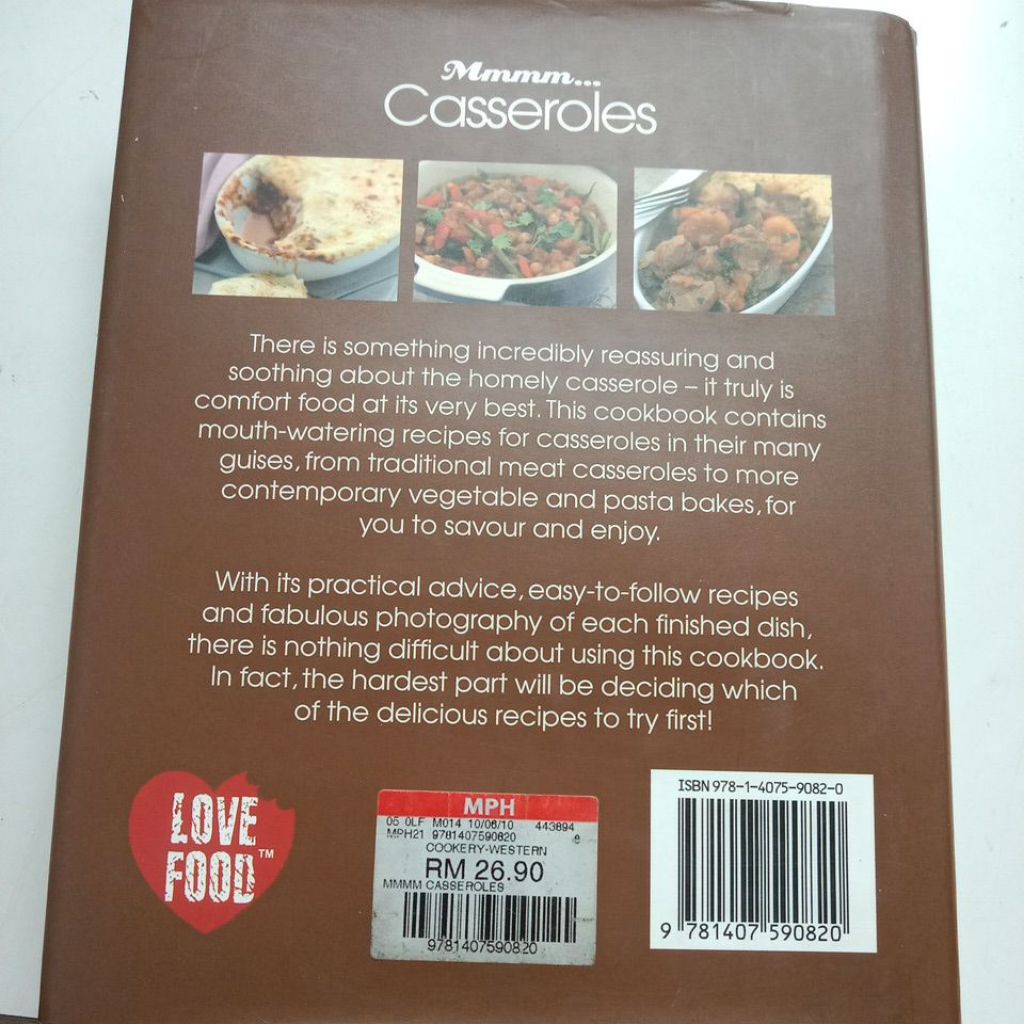 Mmmm...
Casseroles
There is something incredibly reassuring and
soothing about the homely casserole – it truly is
comfort food at its very best. This cookbook contains
mouth-watering recipes for casseroles in their many
guises, from traditional meat casseroles to more
contemporary vegetable and pasta bakes, for
you to savour and enjoy.
With its practical advice, easy-to-follow recipes
and fabulous photography of each finished dish,
there is nothing difficult about using this cookbook.
In fact, the hardest part will be deciding which
of the delicious recipes to try first!
LOVE
FOOD™
MPH
05 OLF M014 10/06/10 443894
MPH21 9781407590820
COOKERY-WESTERN
RM 26.90
MMMM CASSEROLES
9781407590820
ISBN 978-1-4075-9082-0
9 781407 590820